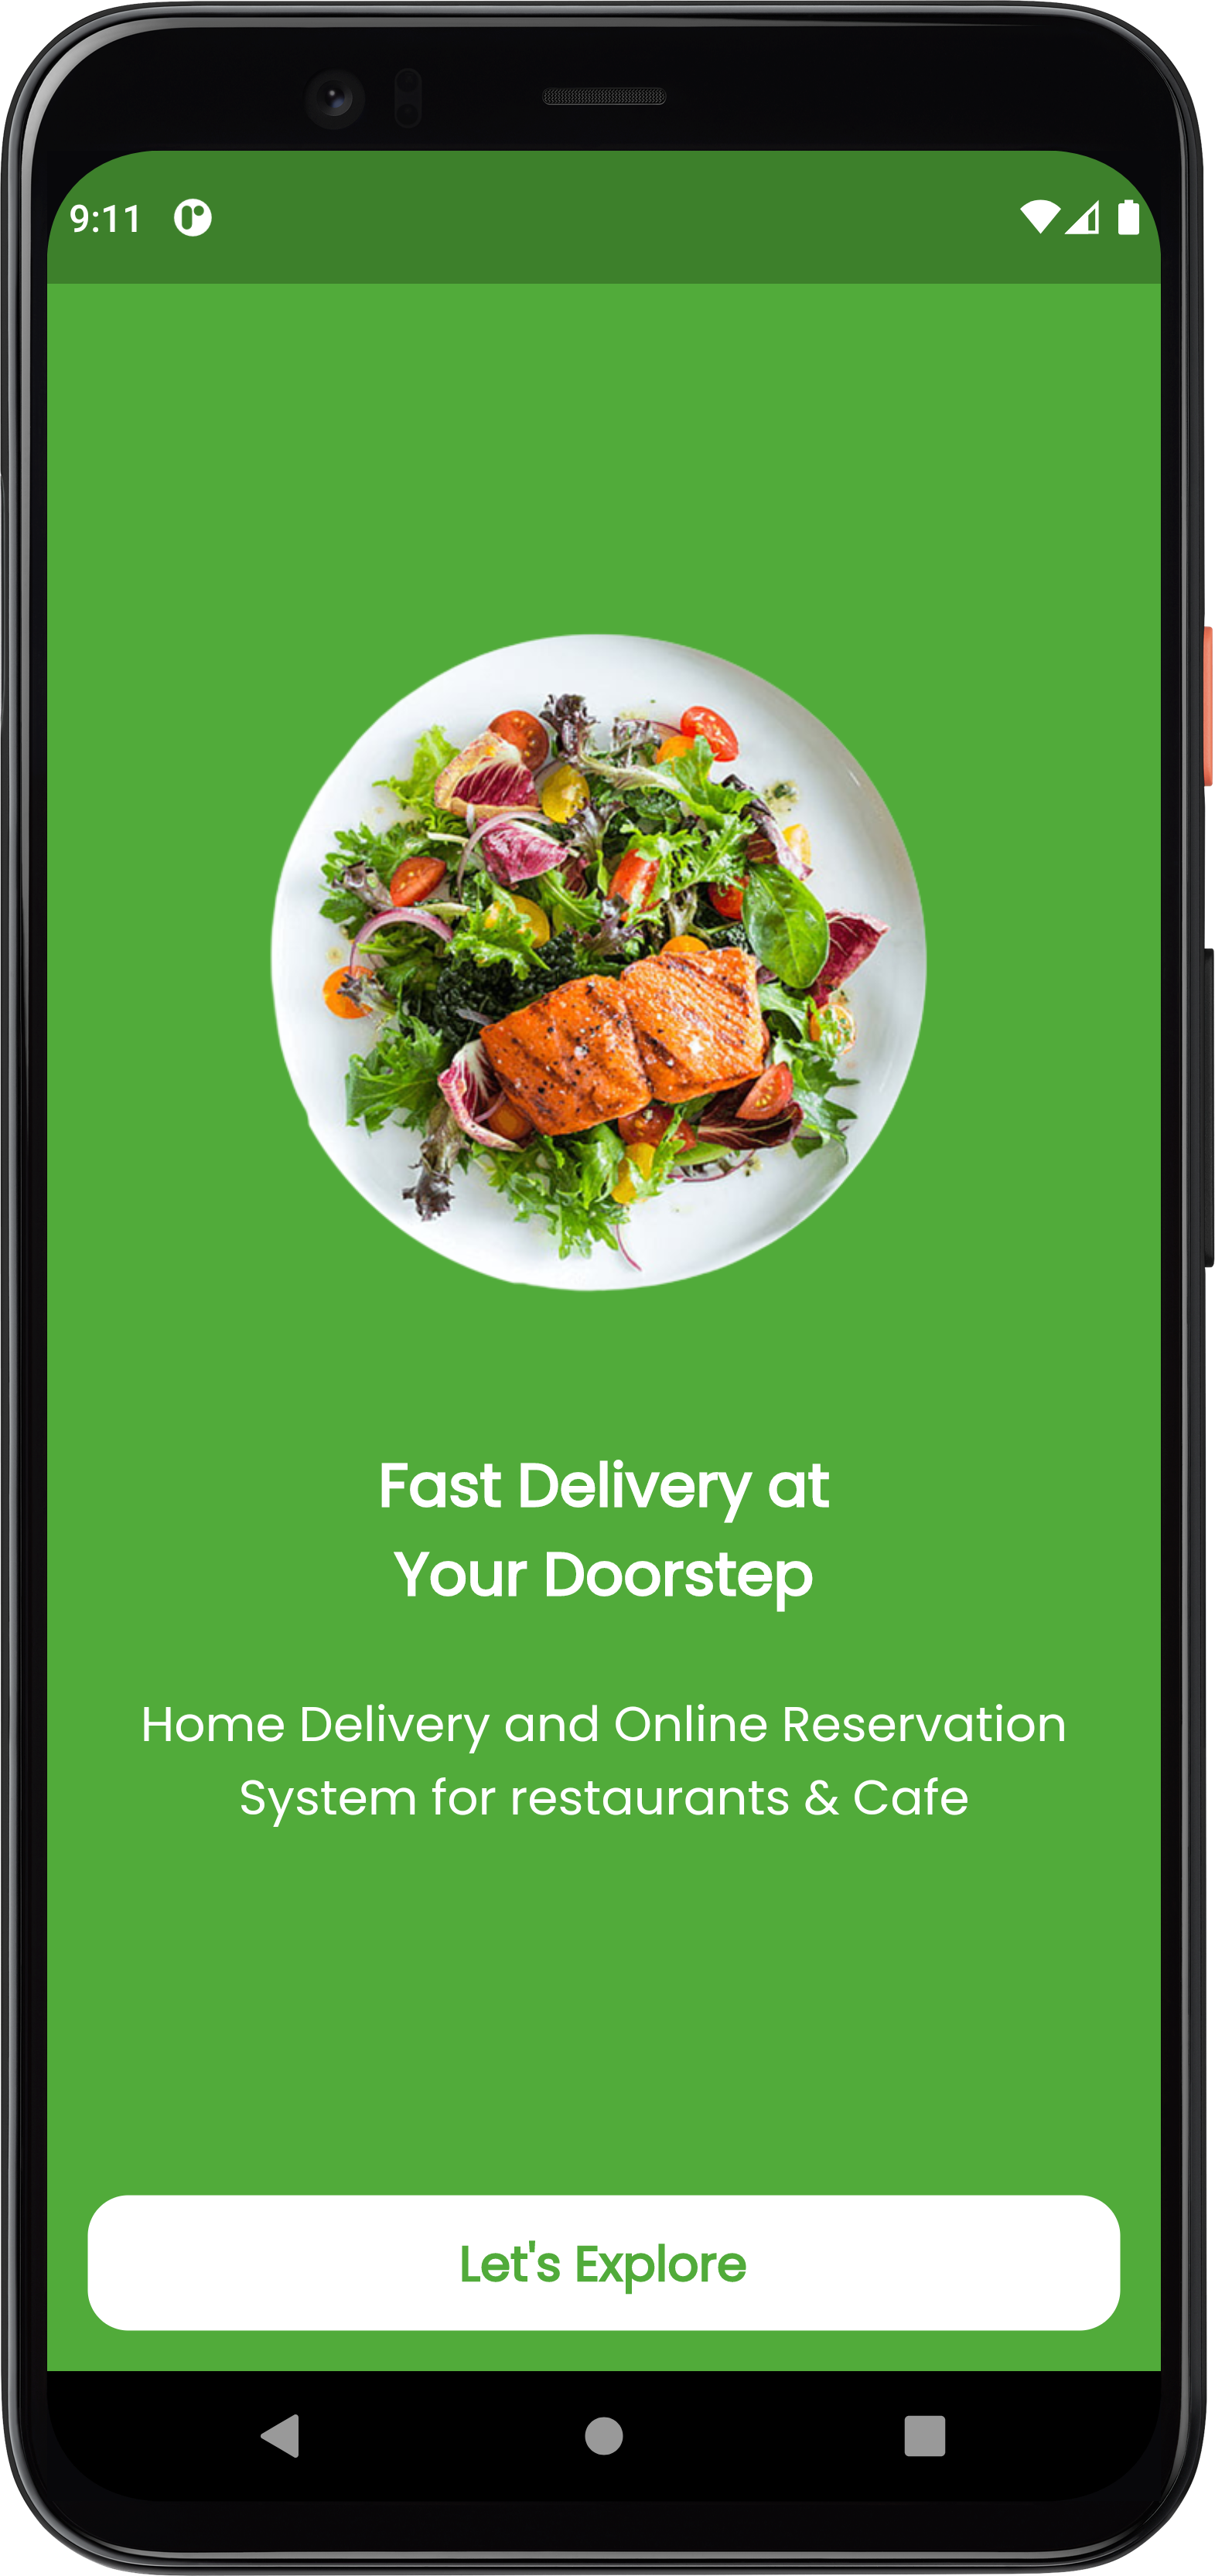 9:11
Fast Delivery at
Your Doorstep
Home Delivery and Online Reservation
System for restaurants & Cafe
Let's Explore